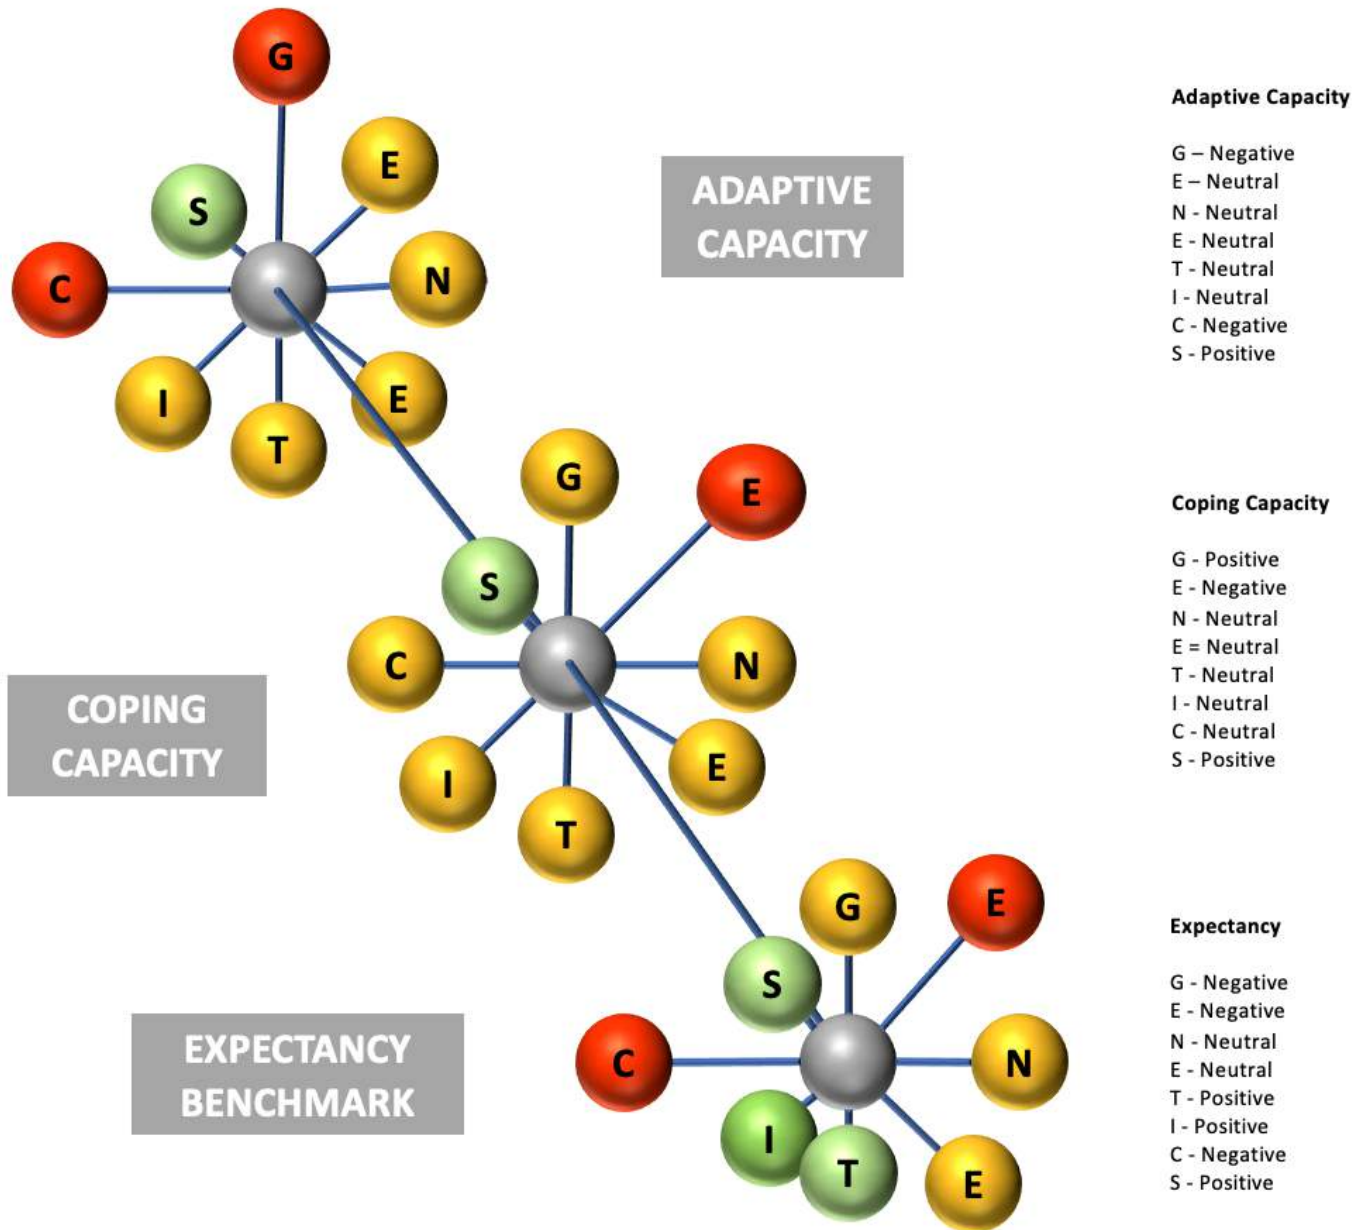 G
E
S
N
C
I
T
E
ADAPTIVE
CAPACITY
Adaptive Capacity
G – Negative
E – Neutral
N - Neutral
E - Neutral
T - Neutral
I - Neutral
C - Negative
S - Positive
G
E
S
C
N
I
E
T
COPING
CAPACITY
Coping Capacity
G - Positive
E - Negative
N - Neutral
E = Neutral
T - Neutral
I - Neutral
C - Neutral
S - Positive
G
E
S
C
N
I
T
E
EXPECTANCY
BENCHMARK
Expectancy
G - Negative
E - Negative
N - Neutral
E - Neutral
T - Positive
I - Positive
C - Negative
S - Positive